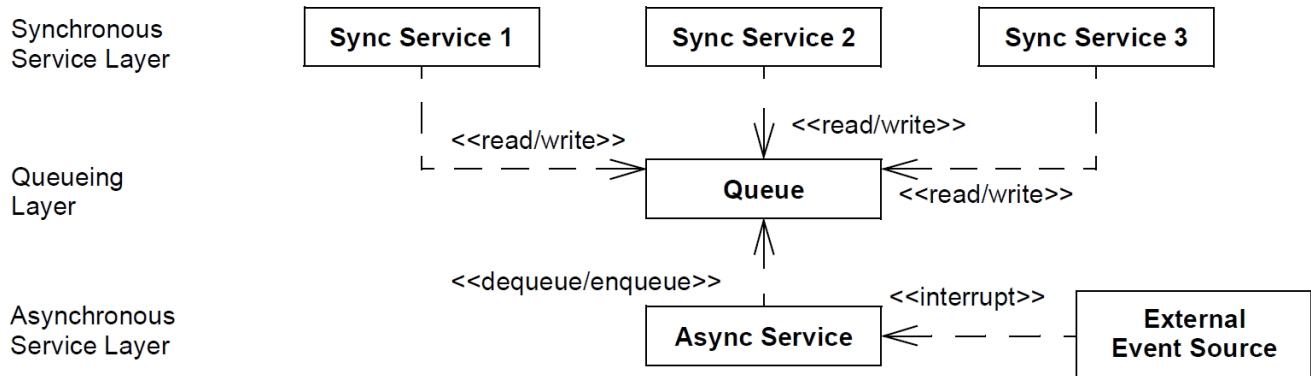 Synchronous
Service Layer
Sync Service 1
Sync Service 2
Sync Service 3
<<read/write>>
<<read/write>>
Queueing
Layer
Queue
<<read/write>>
<<dequeue/enqueue>>
<<interrupt>>
Asynchronous
Service Layer
Async Service
External
Event Source